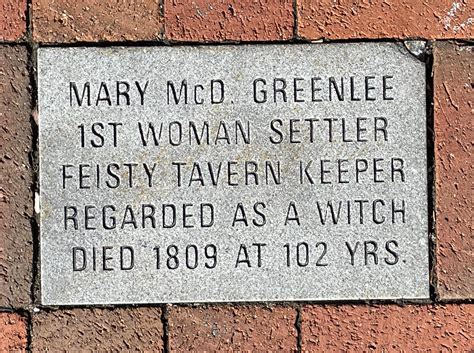 MARY McD. GREENLEE
1ST WOMAN SETTLER
FEISTY TAVERN KEEPER
REGARDED AS A WITCH
DIED 1809 AT 102 YRS.